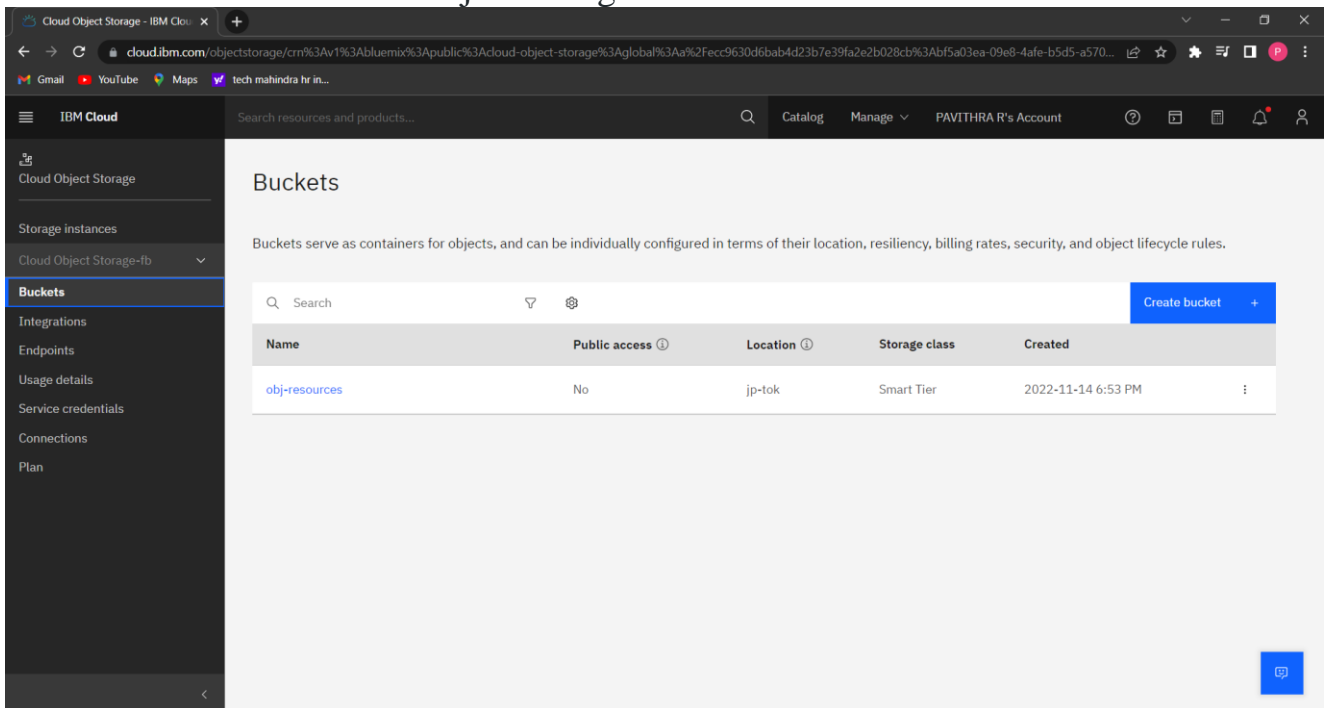 Cloud Object Storage - IBM Clou
cloud.ibm.com/objectstorage/crn%3Av1%3Abluemix%3Apublic%3Acloud-object-storage%3Aglobal%3Aa%2Fecc9630d6bab4d23b7e39fa2e2b028cb%3Abf5a03ea-09e8-4afe-b5d5-a570...
P
Gmail YouTube Maps tech mahindra hr in...
IBM Cloud Search resources and products... Catalog Manage PAVITHRA R's Account
Cloud Object Storage
Storage instances
Cloud Object Storage-fb
Buckets
Integrations
Endpoints
Usage details
Service credentials
Connections
Plan
Buckets
Buckets serve as containers for objects, and can be individually configured in terms of their location, resiliency, billing rates, security, and object lifecycle rules.
Search Create bucket +
Name Public access Location Storage class Created
obj-resources No jp-tok Smart Tier 2022-11-14 6:53 PM